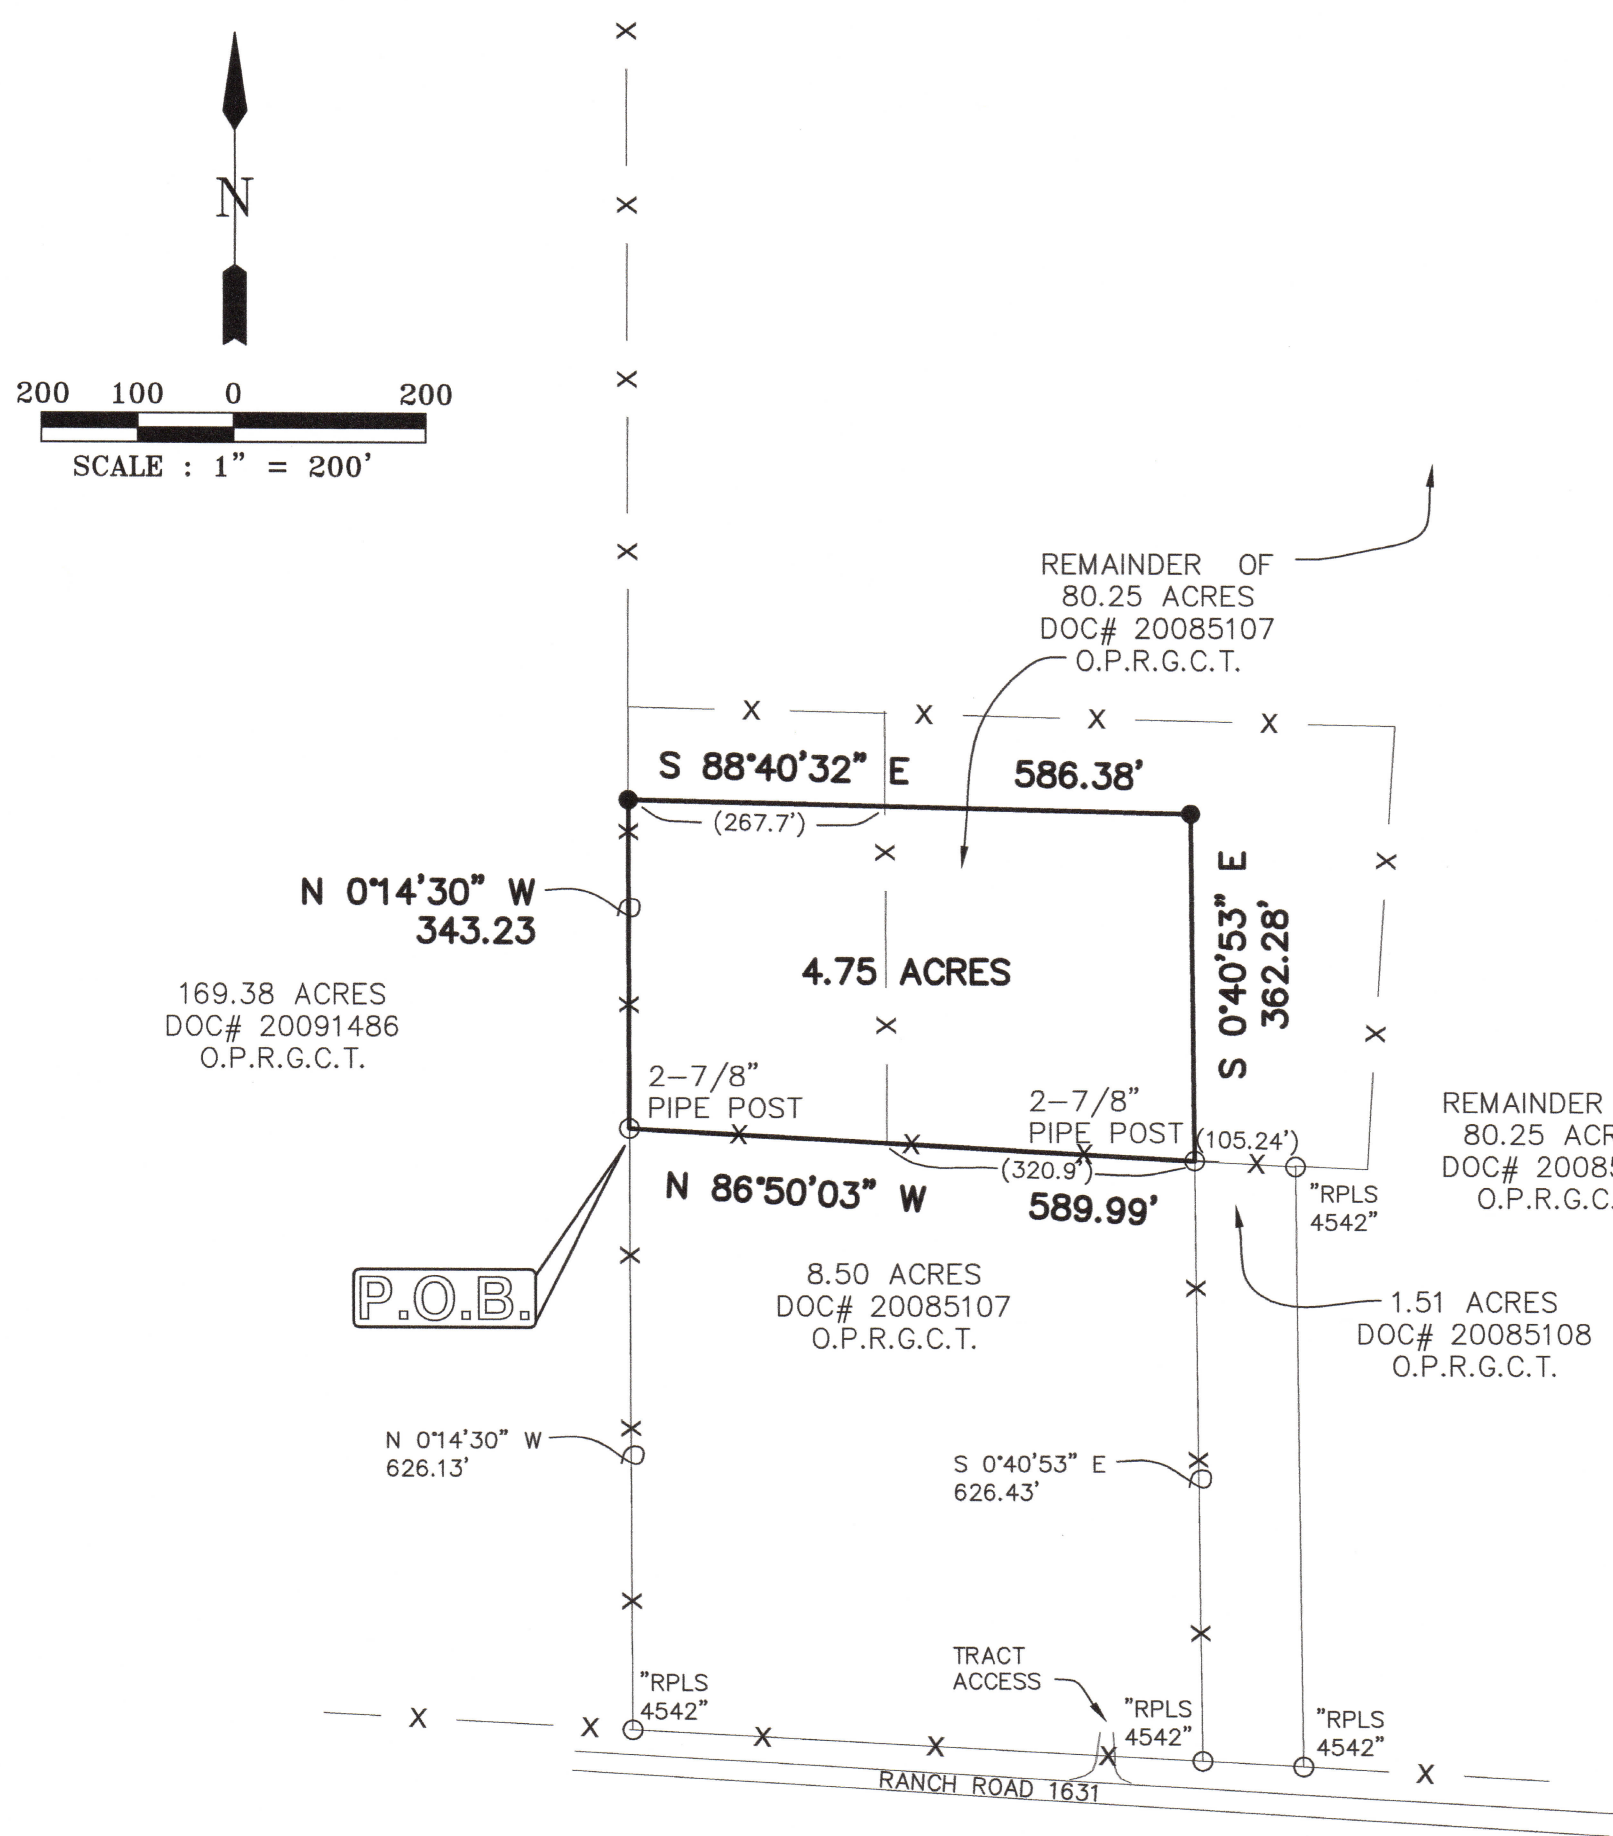 N
200 100 0 200
SCALE : 1" = 200'
REMAINDER OF
80.25 ACRES
DOC# 20085107
O.P.R.G.C.T.
S 88°40'32" E 586.38'
(267.7')
N 0°14'30" W
343.23
S 0°40'53" E
362.28'
4.75 ACRES
169.38 ACRES
DOC# 20091486
O.P.R.G.C.T.
2-7/8"
PIPE POST
2-7/8"
PIPE POST
(105.24')
(320.9')
N 86°50'03" W 589.99'
REMAINDER
80.25 ACR
DOC# 2008
O.P.R.G.C.
"RPLS
4542"
P.O.B.
8.50 ACRES
DOC# 20085107
O.P.R.G.C.T.
1.51 ACRES
DOC# 20085108
O.P.R.G.C.T.
N 0°14'30" W
626.13'
S 0°40'53" E
626.43'
TRACT
ACCESS
"RPLS
4542"
"RPLS
4542"
"RPLS
4542"
RANCH ROAD 1631